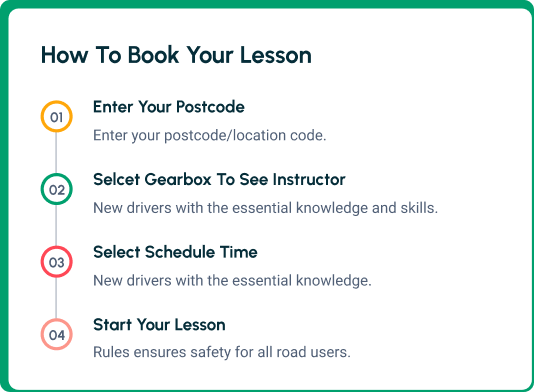 How To Book Your Lesson
01
Enter Your Postcode
Enter your postcode/location code.
02
Selcet Gearbox To See Instructor
New drivers with the essential knowledge and skills.
03
Select Schedule Time
New drivers with the essential knowledge.
04
Start Your Lesson
Rules ensures safety for all road users.